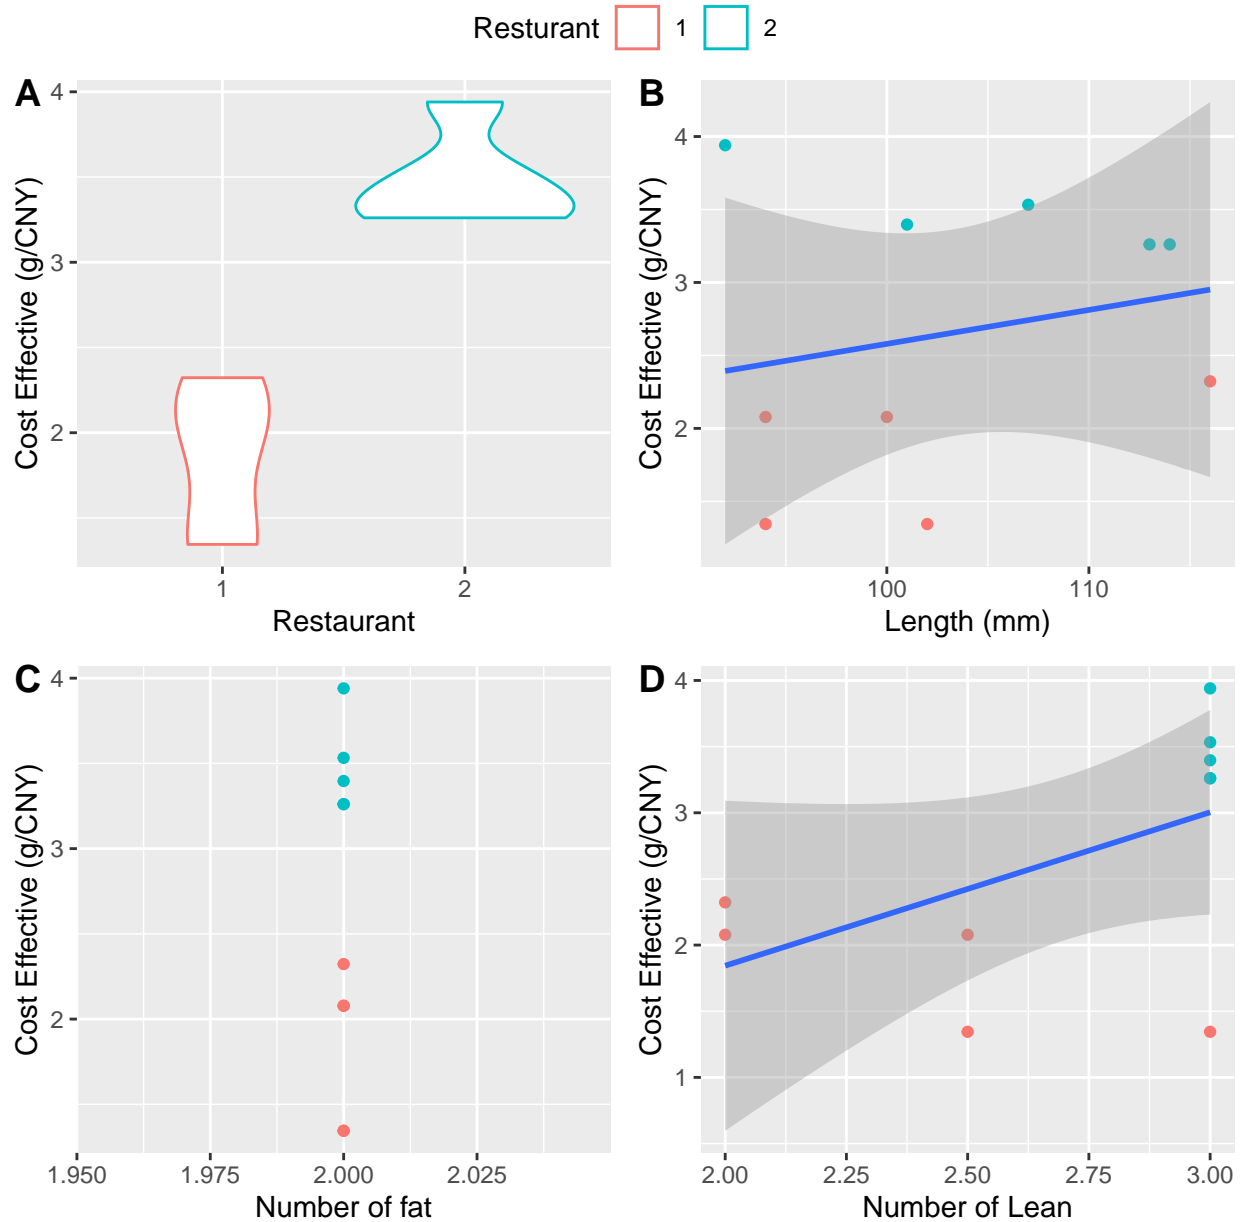 Resturant 1 2
A
Cost Effective (g/CNY)
4
3
2
1 2
Restaurant
B
Cost Effective (g/CNY)
4
3
2
100 110
Length (mm)
C
Cost Effective (g/CNY)
4
3
2
1.950 1.975 2.000 2.025
Number of fat
D
Cost Effective (g/CNY)
4
3
2
1
2.00 2.25 2.50 2.75 3.00
Number of Lean